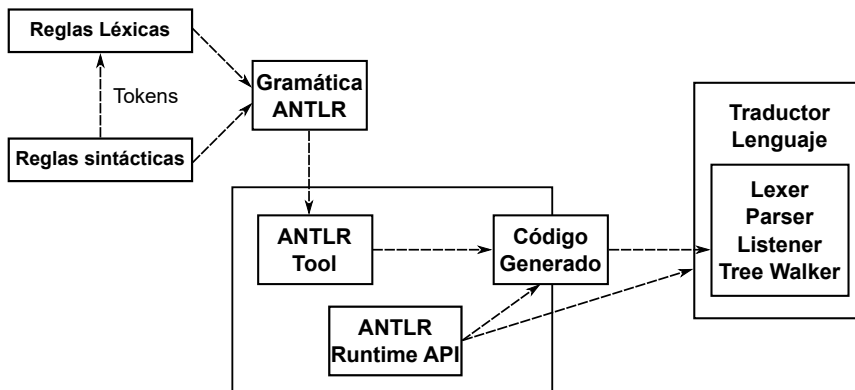 Reglas Léxicas
Tokens
Reglas sintácticas
Gramática
ANTLR
ANTLR
Tool
Código
Generado
ANTLR
Runtime API
Traductor
Lenguaje
Lexer
Parser
Listener
Tree Walker